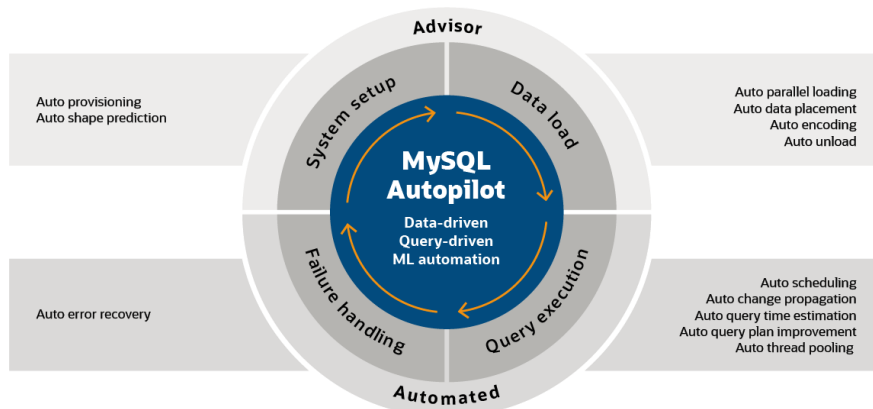 Advisor
System setup
Data load
Auto provisioning
Auto shape prediction
Auto parallel loading
Auto data placement
Auto encoding
Auto unload
MySQL
Autopilot
Data-driven
Query-driven
ML automation
Failure handling
Query execution
Auto error recovery
Auto scheduling
Auto change propagation
Auto query time estimation
Auto query plan improvement
Auto thread pooling
Automated